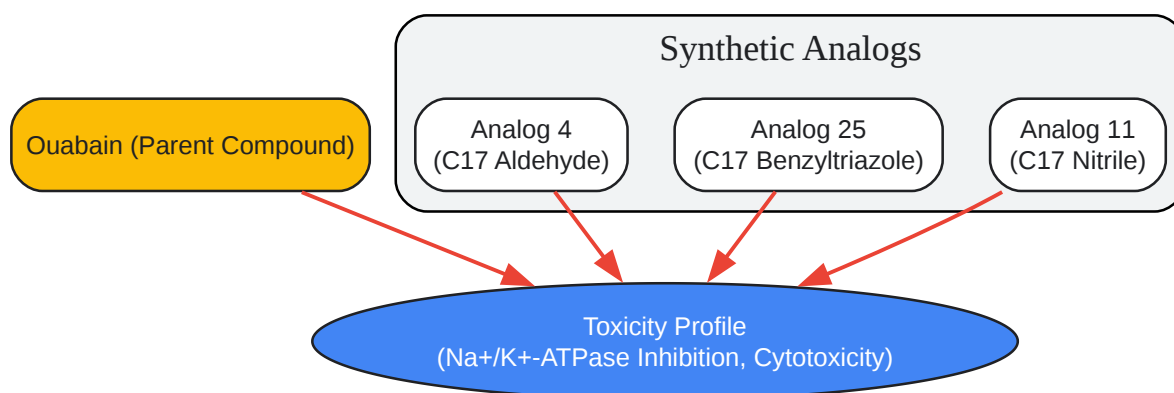 Synthetic Analogs
Ouabain (Parent Compound)
Analog 4
(C17 Aldehyde)
Analog 25
(C17 Benzyltriazole)
Analog 11
(C17 Nitrile)
Toxicity Profile
(Na+/K+-ATPase Inhibition, Cytotoxicity)